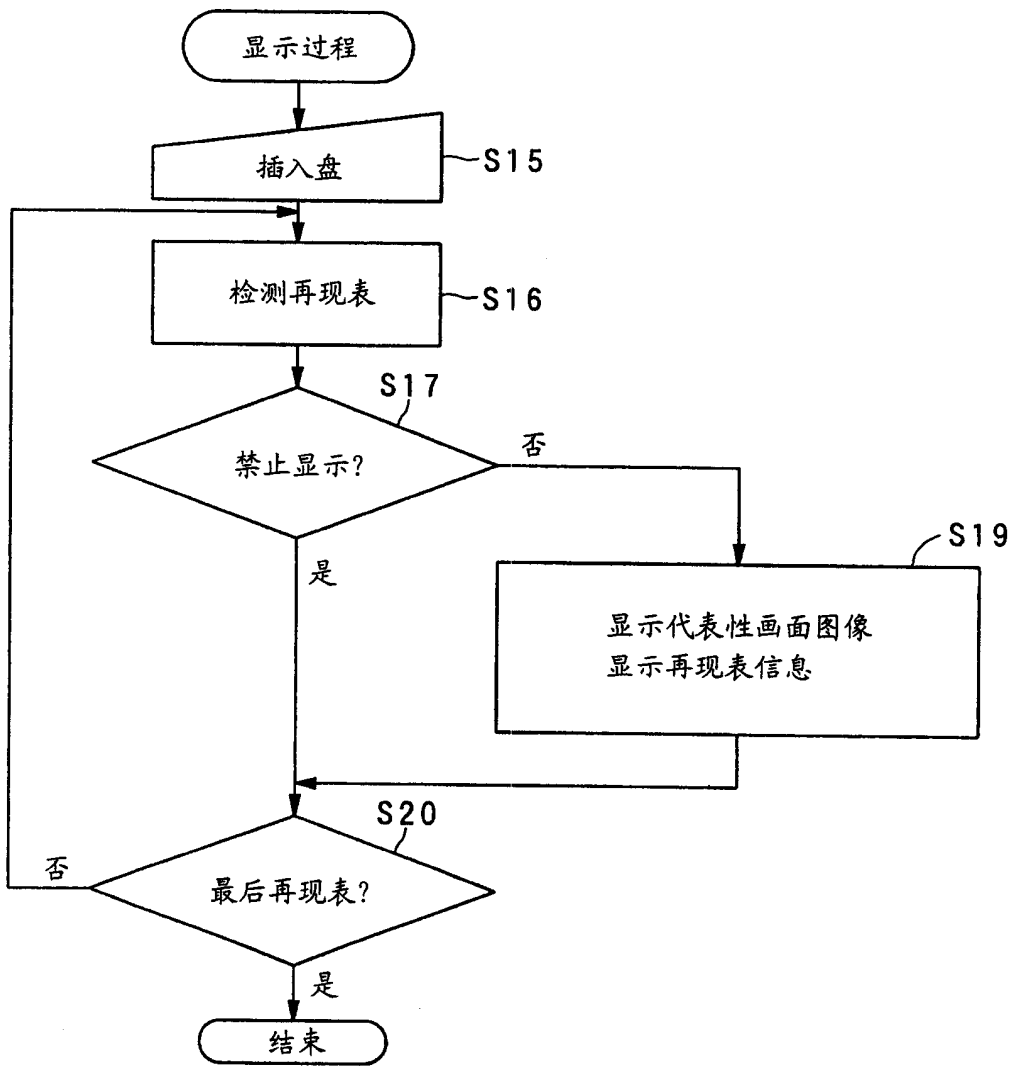 显示过程
插入盘
S15
检测再现表
S16
S17
禁止显示?
否
是
S19
显示代表性画面图像
显示再现表信息
S20
否
最后再现表?
是
结束